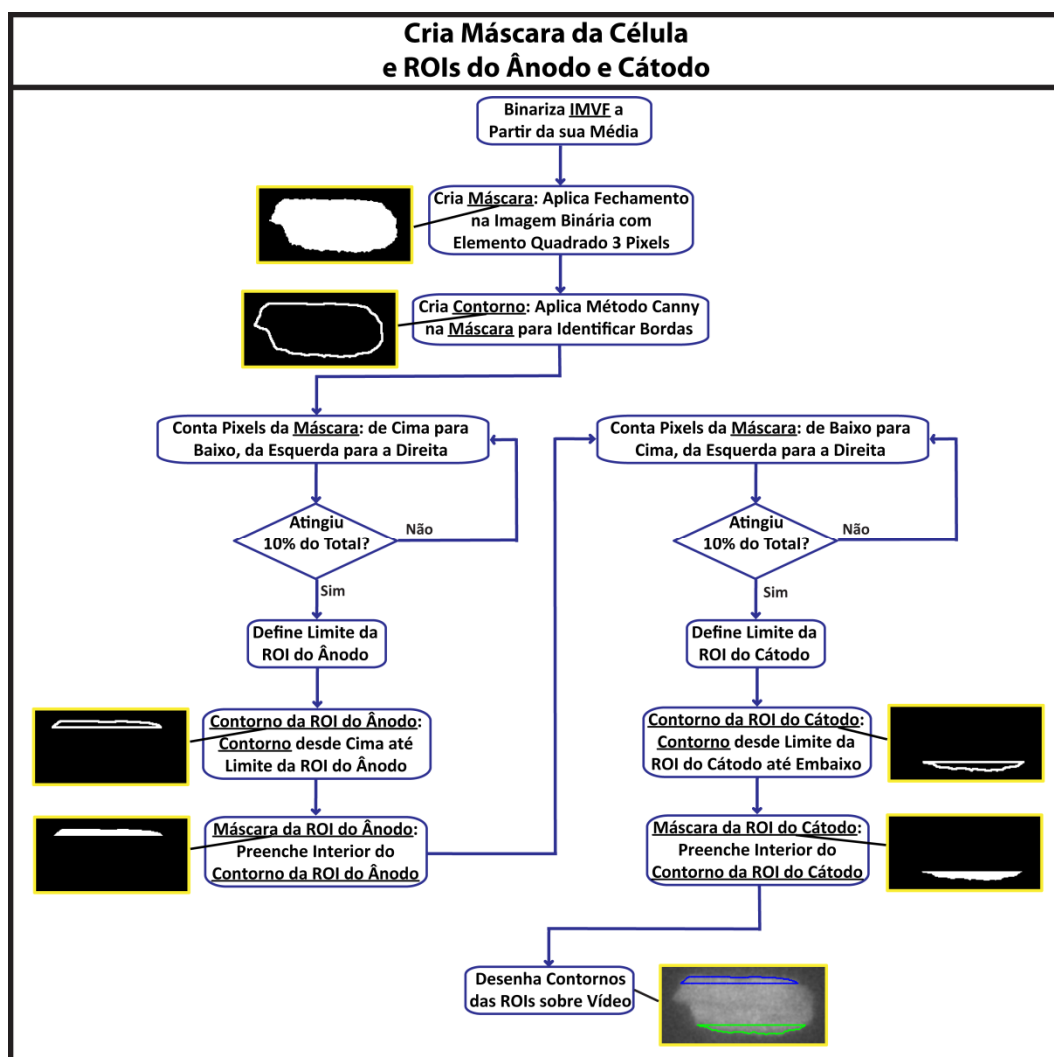 Cria Máscara da Célula
e ROIs do Ânodo e Cátodo
Binariza IMVF a
Partir da sua Média
Cria Máscara: Aplica Fechamento
na Imagem Binária com
Elemento Quadrado 3 Pixels
Cria Contorno: Aplica Método Canny
na Máscara para Identificar Bordas
Conta Pixels da Máscara: de Cima para
Baixo, da Esquerda para a Direita
Atingiu
10% do Total?
Não
Sim
Define Limite da
ROI do Ânodo
Contorno da ROI do Ânodo:
Contorno desde Cima até
Limite da ROI do Ânodo
Máscara da ROI do Ânodo:
Preenche Interior do
Contorno da ROI do Ânodo
Conta Pixels da Máscara: de Baixo para
Cima, da Esquerda para a Direita
Atingiu
10% do Total?
Não
Sim
Define Limite da
ROI do Cátodo
Contorno da ROI do Cátodo:
Contorno desde Limite da
ROI do Cátodo até Embaixo
Máscara da ROI do Cátodo:
Preenche Interior do
Contorno da ROI do Cátodo
Desenha Contornos
das ROIs sobre Vídeo